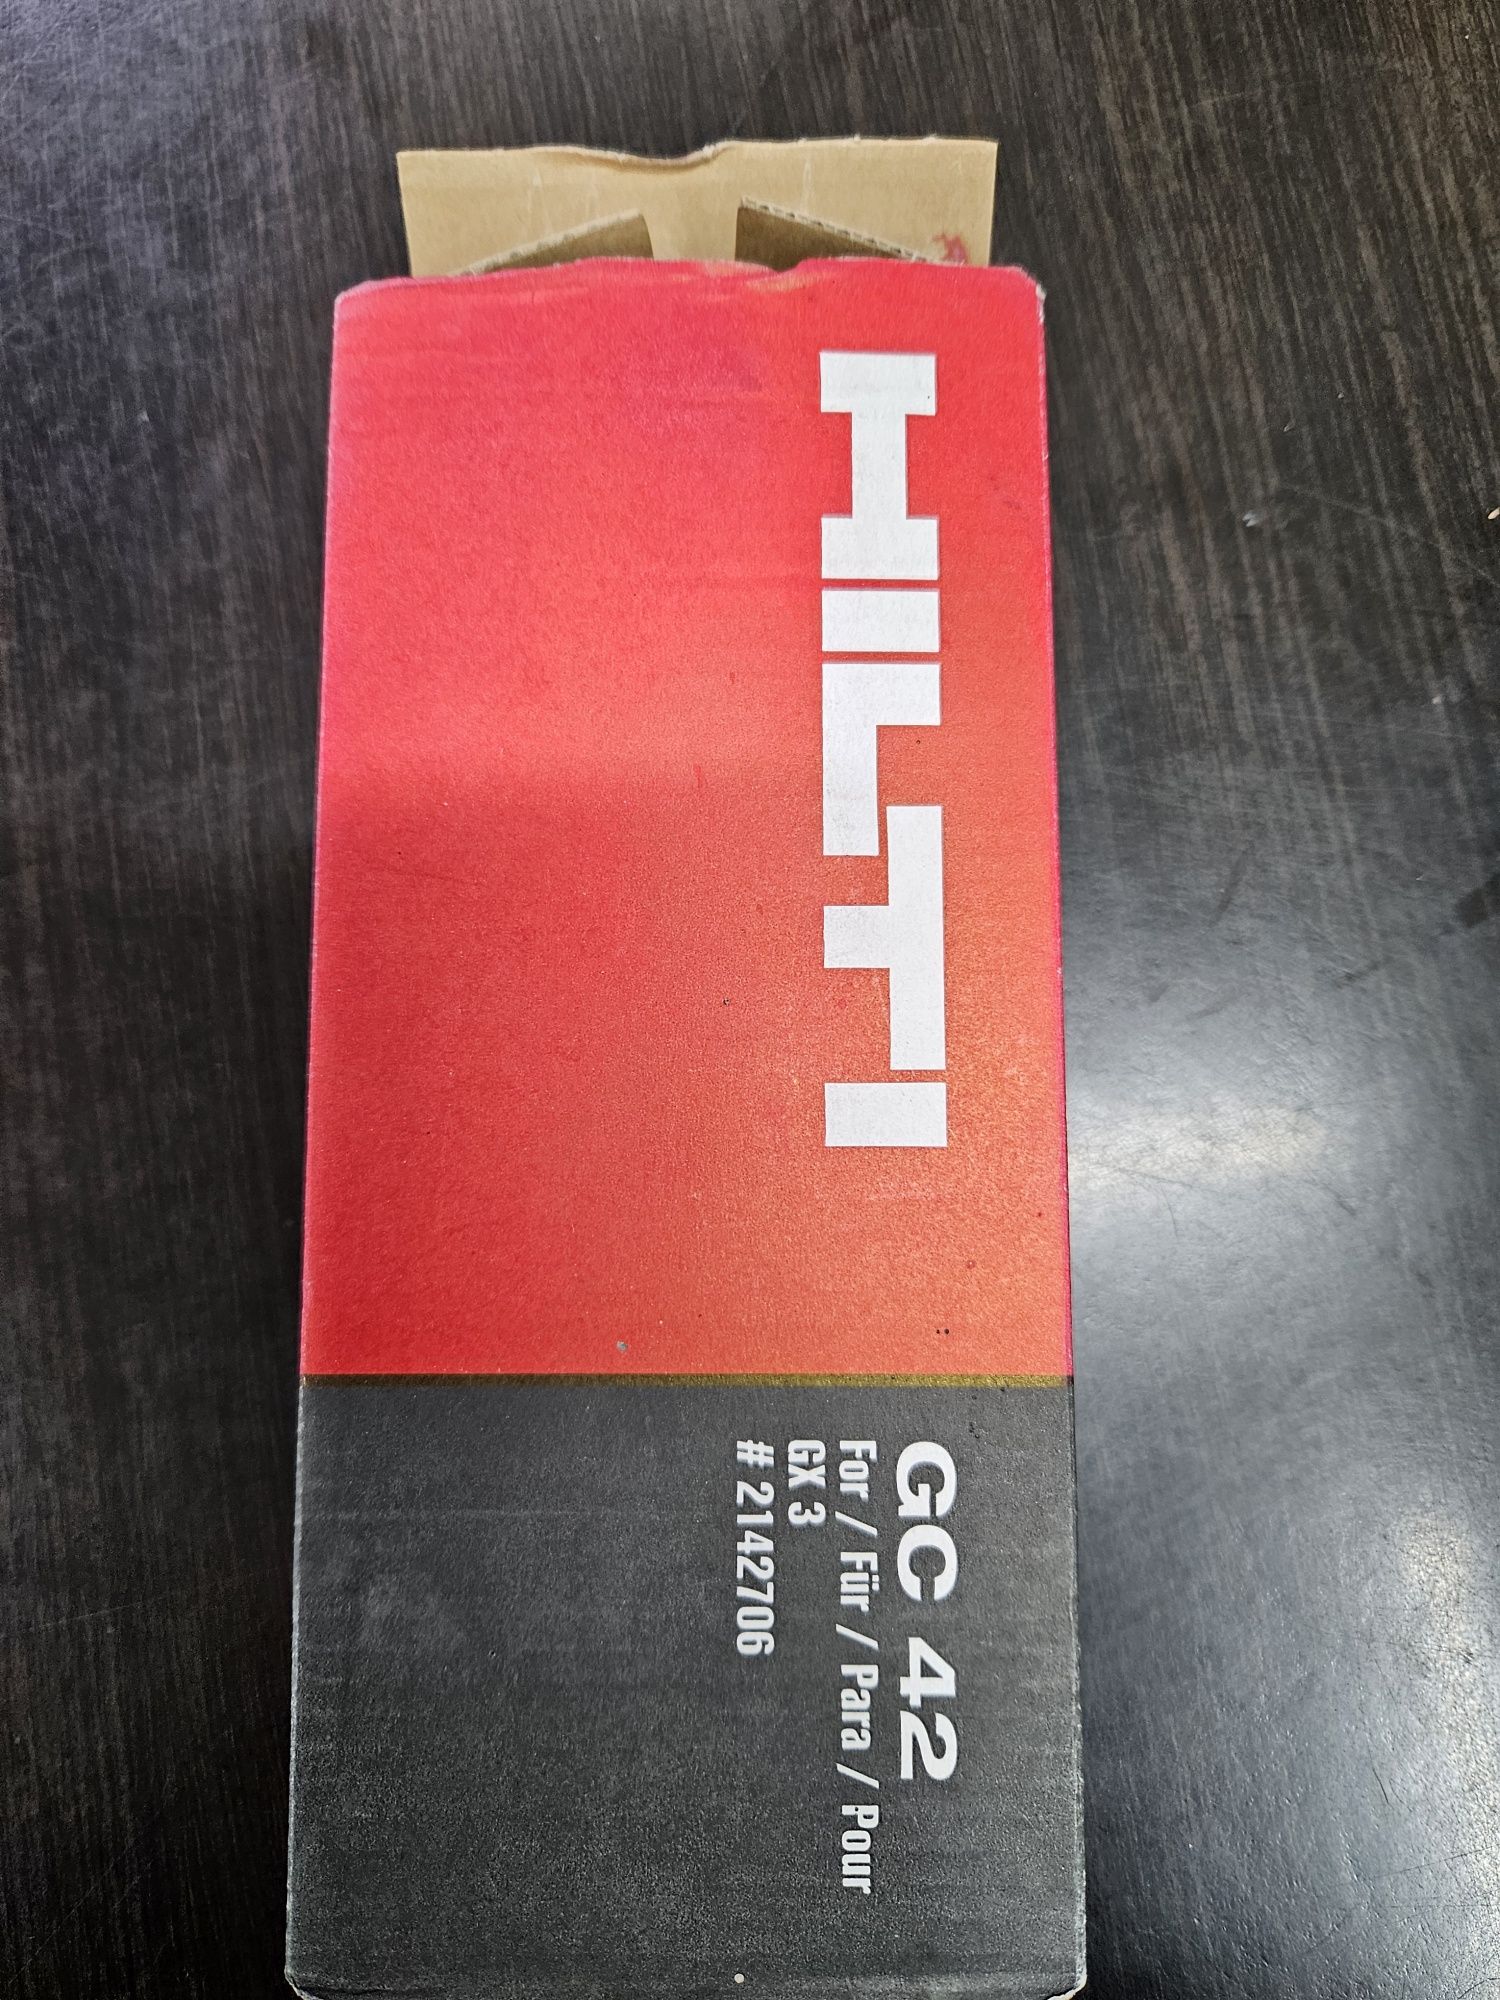 HILTI
GC 42
For / Für / Para / Pour
GX 3
# 2142706